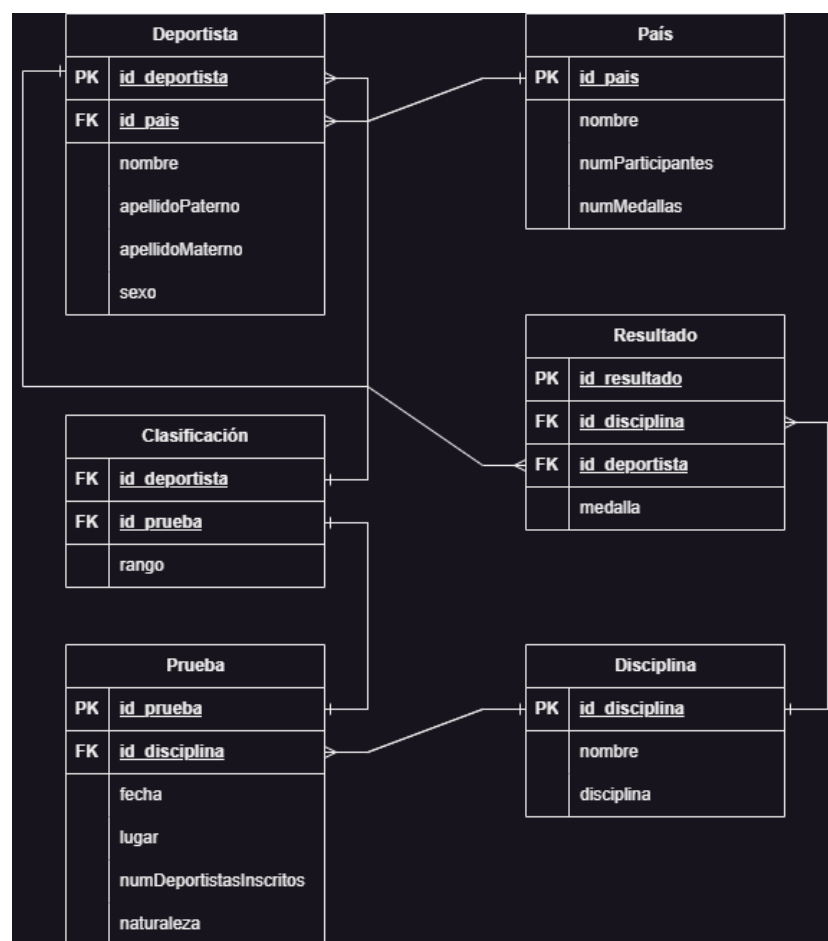 Deportista
PK id_deportista
FK id_pais
nombre
apellidoPaterno
apellidoMaterno
sexo
País
PK id_pais
nombre
numParticipantes
numMedallas
Resultado
PK id_resultado
FK id_disciplina
FK id_deportista
medalla
Clasificación
FK id_deportista
FK id_prueba
rango
Prueba
PK id_prueba
FK id_disciplina
fecha
lugar
numDeportistasInscritos
naturaleza
Disciplina
PK id_disciplina
nombre
disciplina